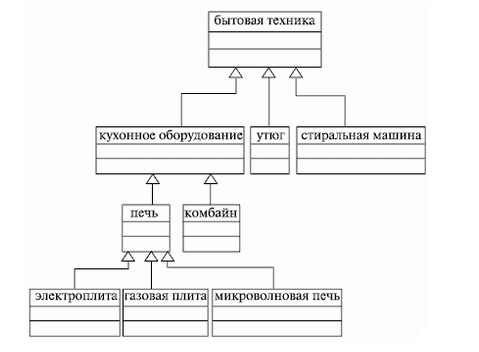 бытовая техника
кухонное оборудование
утюг
стиральная машина
печь
комбайн
электроплита
газовая плита
микроволновая печь